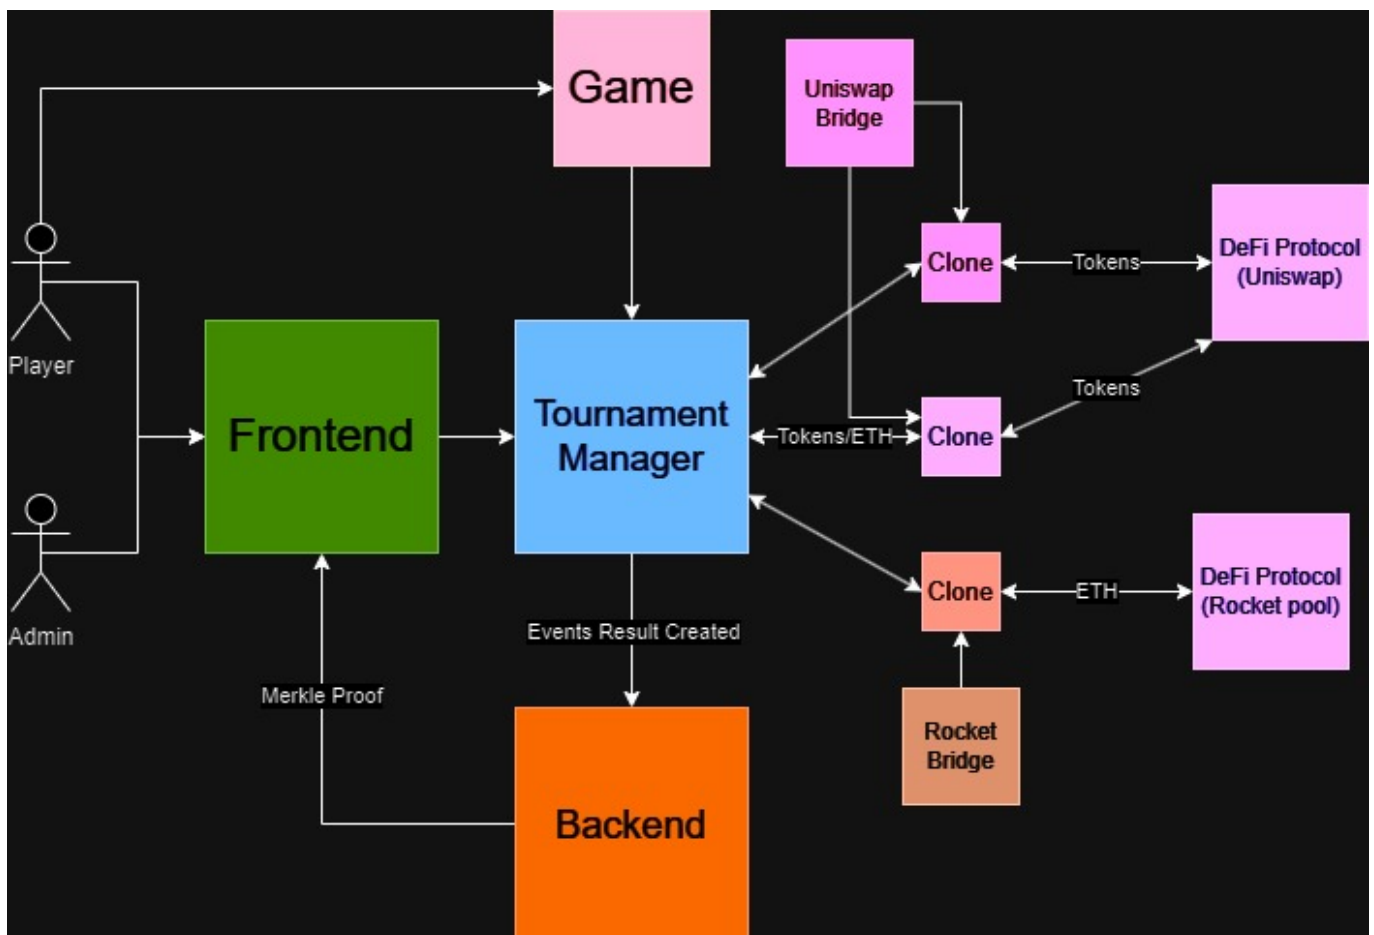 Game
Uniswap
Bridge
Clone
Tokens
DeFi Protocol
(Uniswap)
Player
Frontend
Tournament
Manager
Tokens/ETH
Clone
Tokens
Clone
ETH
DeFi Protocol
(Rocket pool)
Admin
Events Result Created
Merkle Proof
Rocket
Bridge
Backend